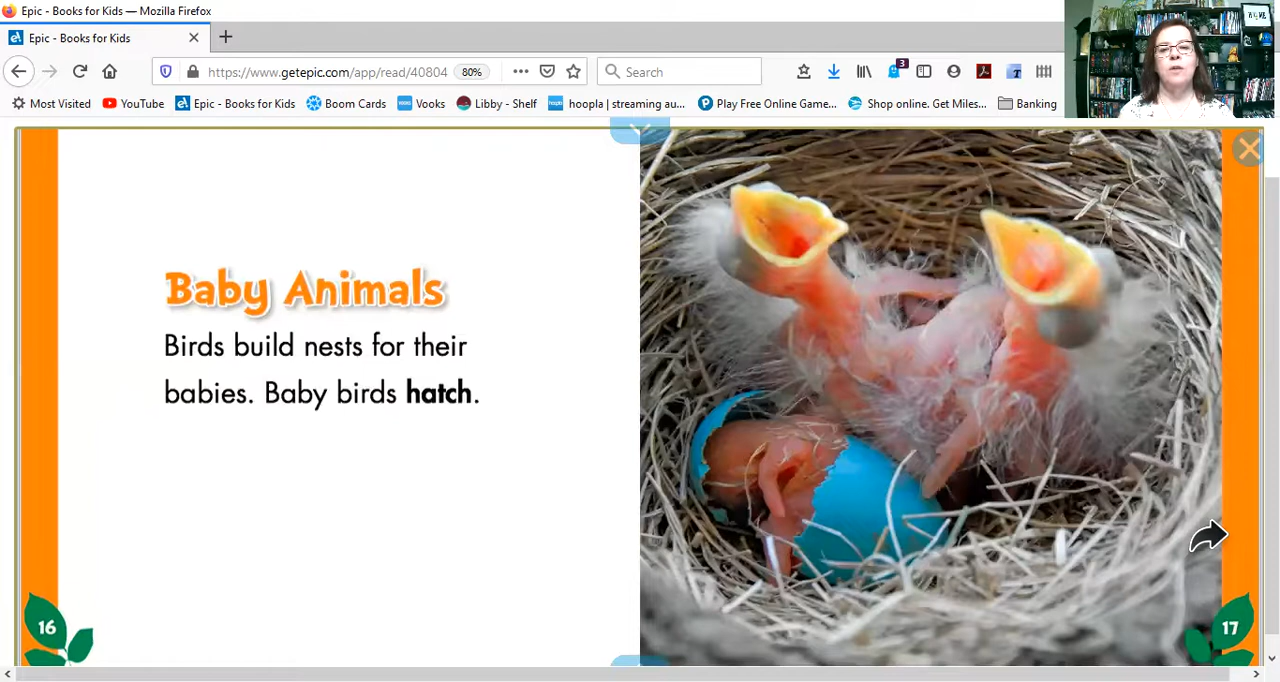 Epic - Books for Kids — Mozilla Firefox
Epic - Books for Kids
https://www.getepic.com/app/read/40804 80% Search 3
Most Visited YouTube Epic - Books for Kids Boom Cards Vooks Libby - Shelf hoopla | streaming au... Play Free Online Game... Shop online. Get Miles... Banking
Baby Animals
Birds build nests for their
babies. Baby birds hatch.
16
17